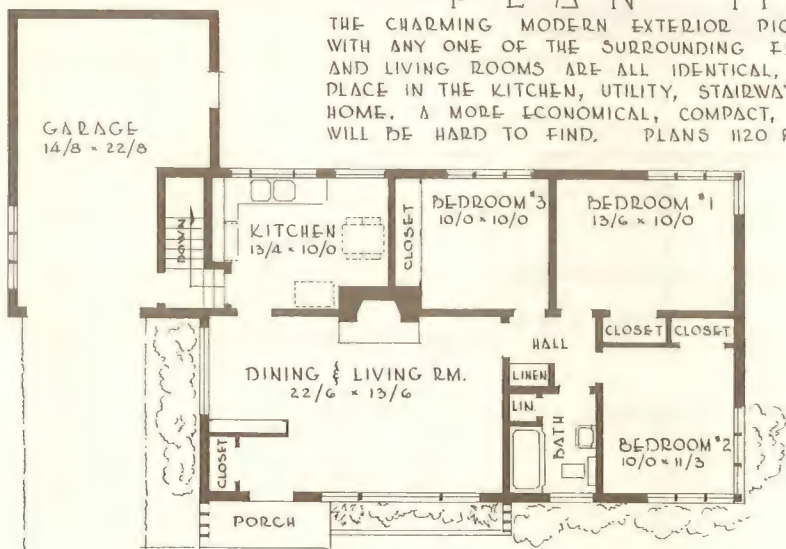 THE CHARMING MODERN EXTERIOR
WITH ANY ONE OF THE SURROUNDING
AND LIVING ROOMS ARE ALL IDENTICAL,
PLACE IN THE KITCHEN, UTILITY,
HOME. A MORE ECONOMICAL, COMPACT,
WILL BE HARD TO FIND. PLANS 1120
GARAGE
14/8 × 22/8
DOWN
KITCHEN
13/4 × 10/0
CLOSET
BEDROOM #3
10/0 × 10/0
BEDROOM #1
13/6 × 10/0
HALL
CLOSET
CLOSET
DINING & LIVING RM.
22/6 × 13/6
LINEN
LIN.
BATH
BEDROOM #2
10/0 × 11/3
CLOSET
PORCH